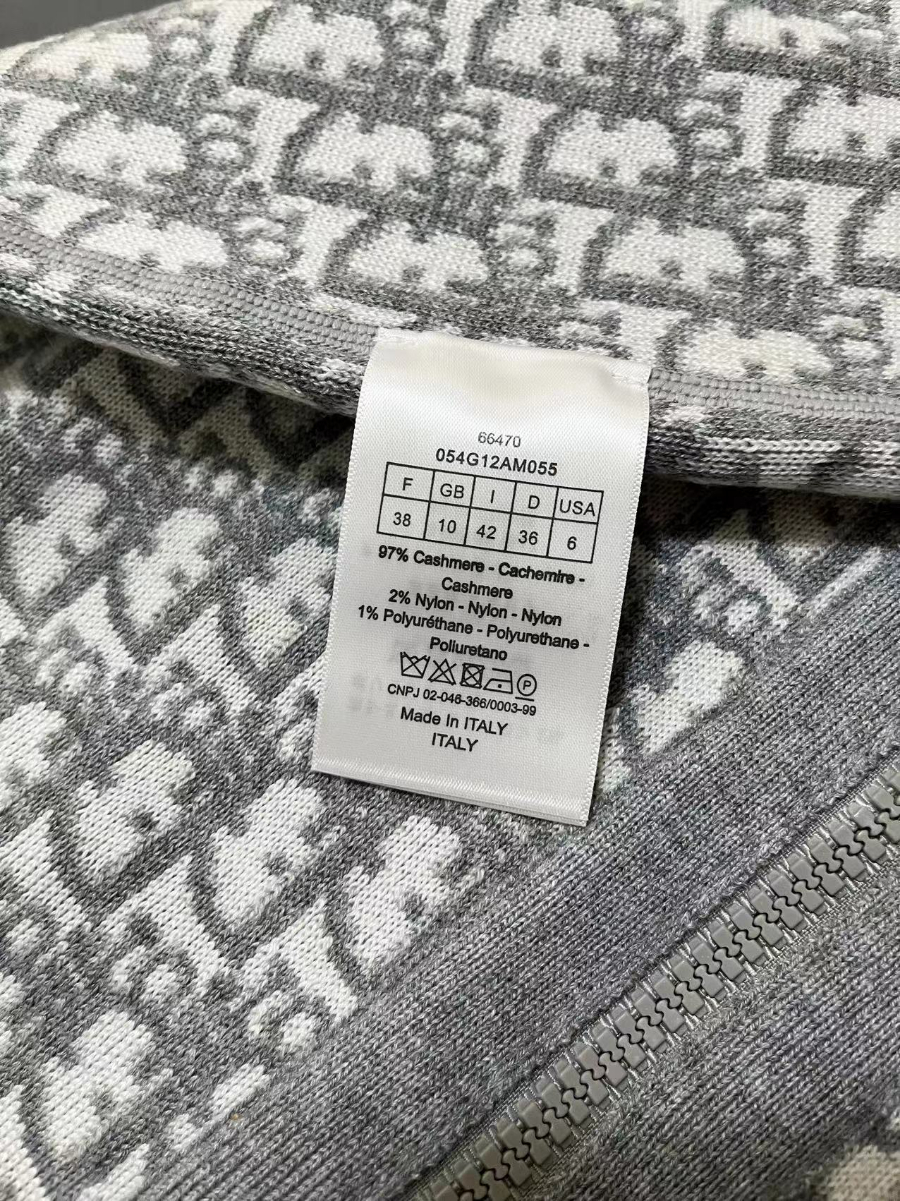 66470
054G12AM055
F GB I D USA
38 10 42 36 6
97% Cashmere - Cachemire -
Cashmere
2% Nylon - Nylon - Nylon
1% Polyuréthane - Polyurethane -
Poliuretano
P
CNPJ 02-046-366/0003-99
Made In ITALY
ITALY